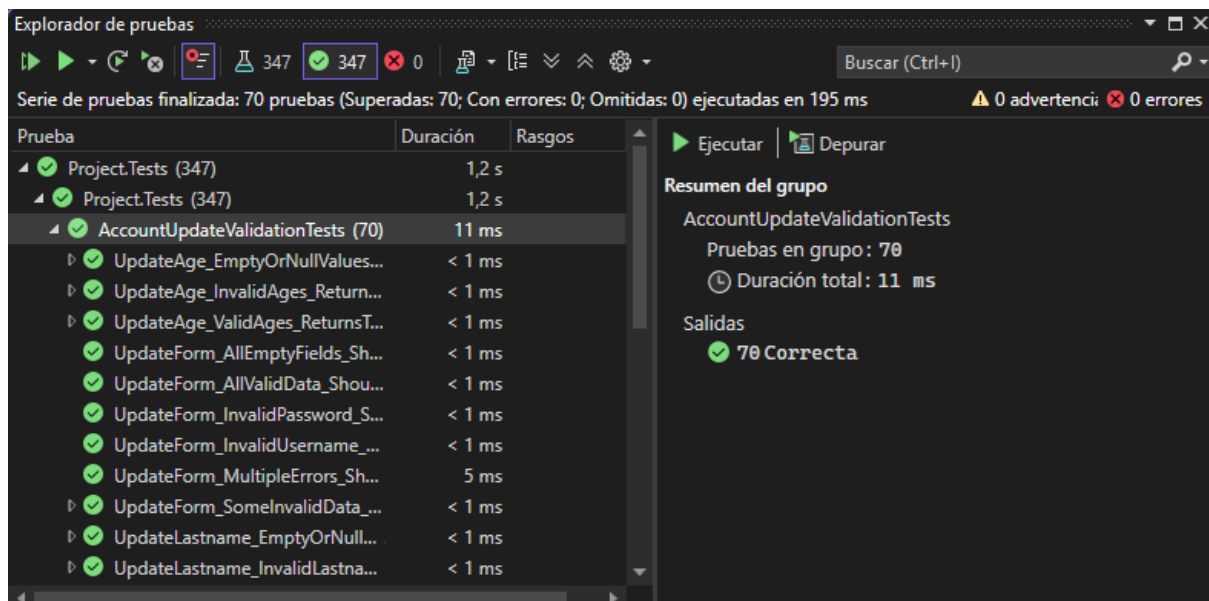 Explorador de pruebas
347 347 0 Buscar (Ctrl+I)
Serie de pruebas finalizada: 70 pruebas (Superadas: 70; Con errores: 0; Omitidas: 0) ejecutadas en 195 ms 0 advertencia 0 errores
Prueba Duración Rasgos
Project.Tests (347) 1,2 s
Project.Tests (347) 1,2 s
AccountUpdateValidationTests (70) 11 ms
UpdateAge_EmptyOrNullValues... < 1 ms
UpdateAge_InvalidAges_Return... < 1 ms
UpdateAge_ValidAges_ReturnsT... < 1 ms
UpdateForm_AllEmptyFields_Sh... < 1 ms
UpdateForm_AllValidData_Shou... < 1 ms
UpdateForm_InvalidPassword_S... < 1 ms
UpdateForm_InvalidUsername_... < 1 ms
UpdateForm_MultipleErrors_Sh... 5 ms
UpdateForm_SomeInvalidData_... < 1 ms
UpdateLastname_EmptyOrNull... < 1 ms
UpdateLastname_InvalidLastna... < 1 ms
Ejecutar Depurar
Resumen del grupo
AccountUpdateValidationTests
Pruebas en grupo: 70
Duración total: 11 ms
Salidas
70 Correcta